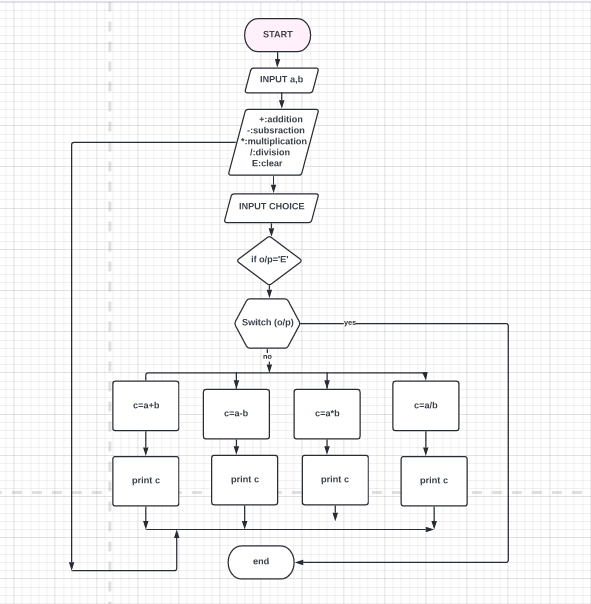 START
INPUT a,b
+:addition
-:subsraction
*:multiplication
/:division
E:clear
INPUT CHOICE
if o/p='E'
Switch (o/p)
yes
no
c=a+b
c=a-b
c=a*b
c=a/b
print c
print c
print c
print c
end